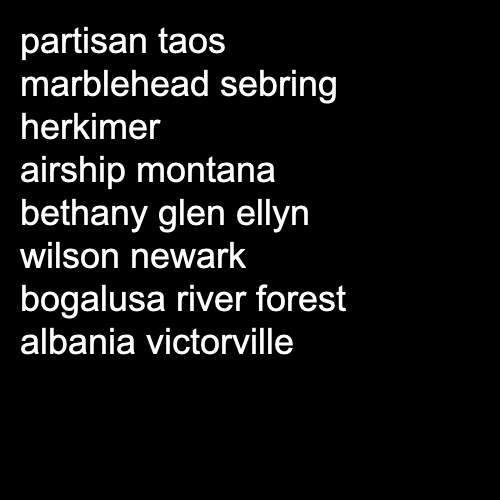 partisan taos
marblehead sebring
herkimer
airship montana
bethany glen ellyn
wilson newark
bogalusa river forest
albania victorville